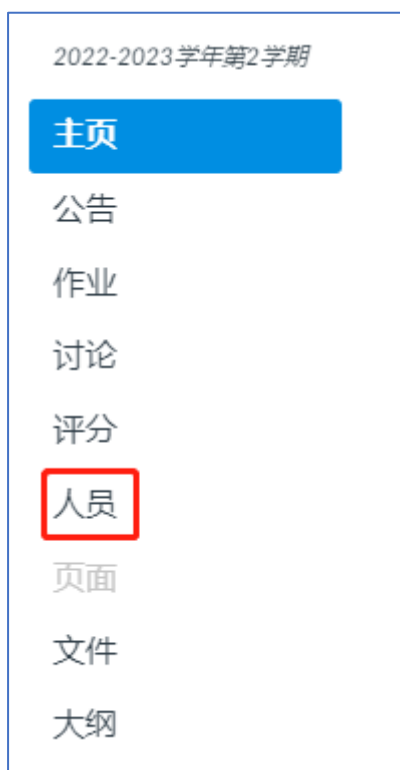 2022-2023学年第2学期
主页
公告
作业
讨论
评分
人员
页面
文件
大纲